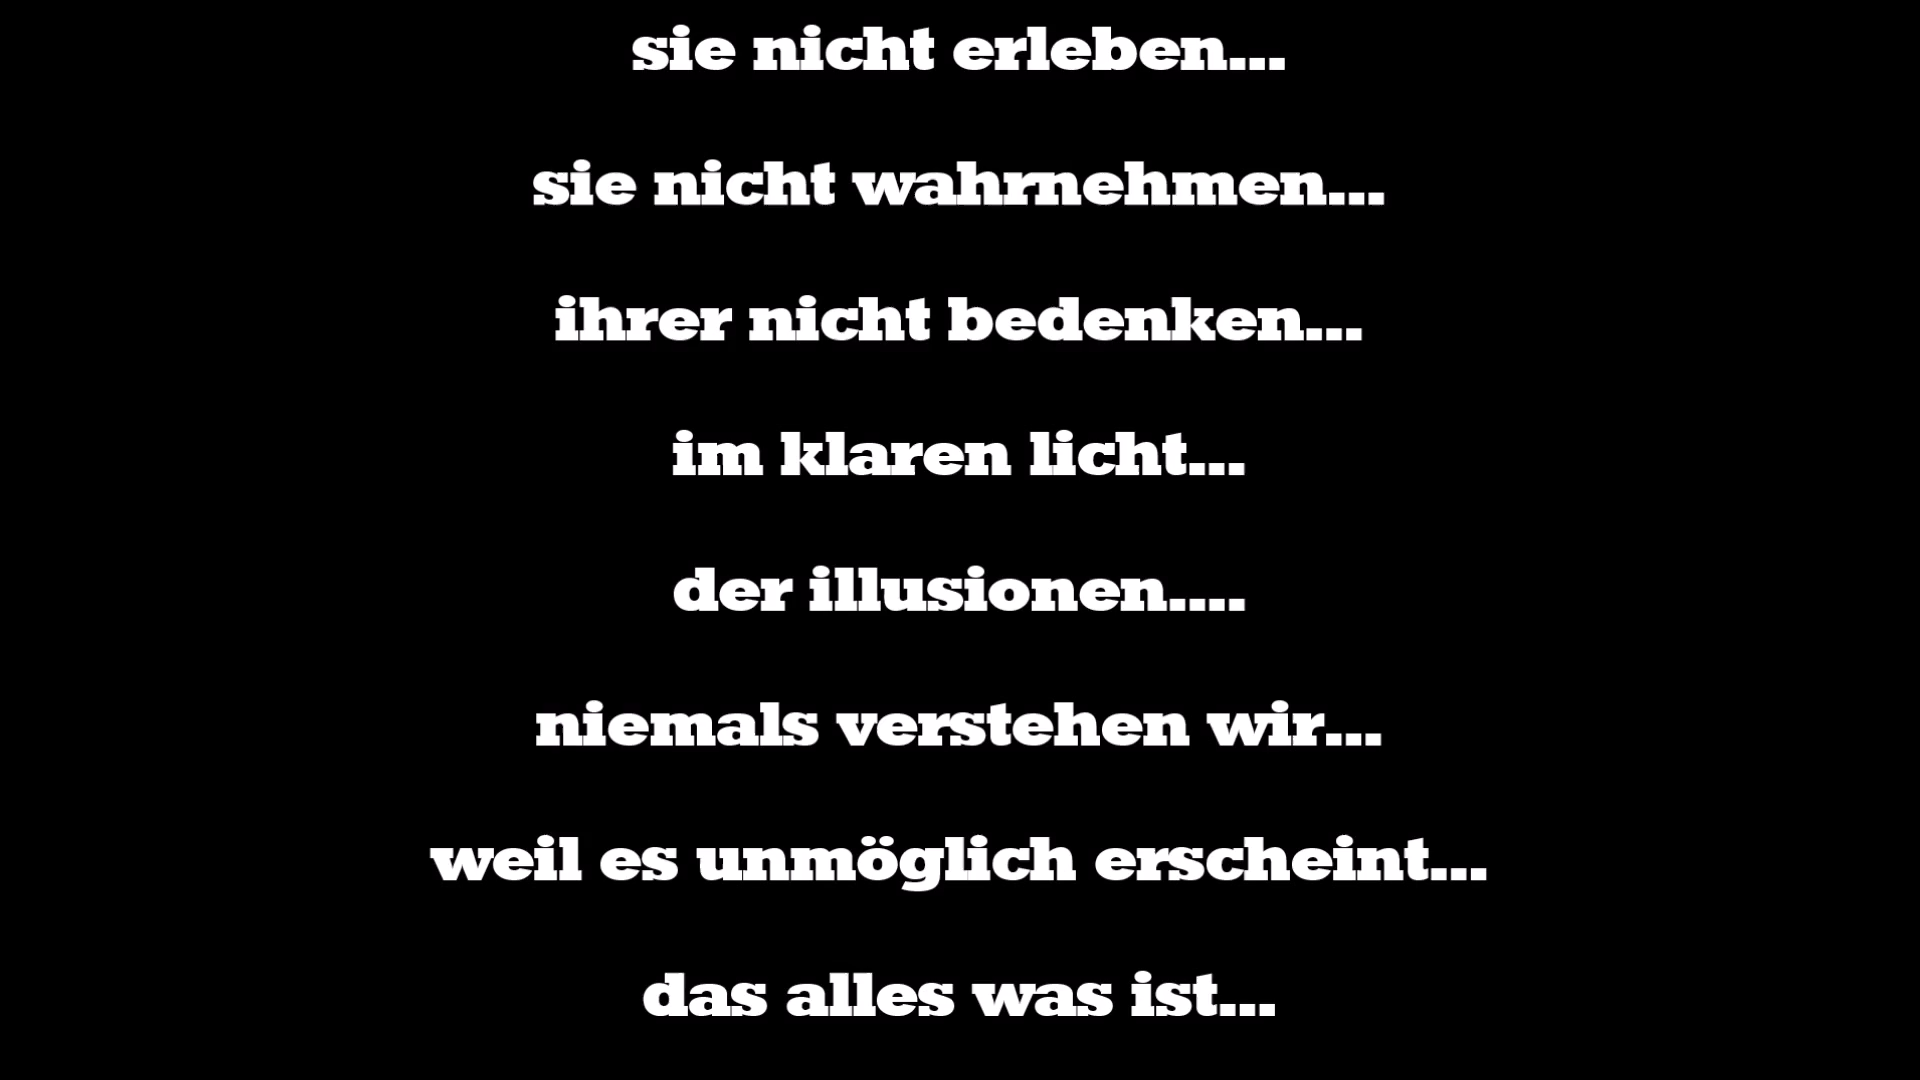 sie nicht erleben...
sie nicht wahrnehmen...
ihrer nicht bedenken...
im klaren licht...
der illusionen....
niemals verstehen wir...
weil es unmöglich erscheint...
das alles was ist...